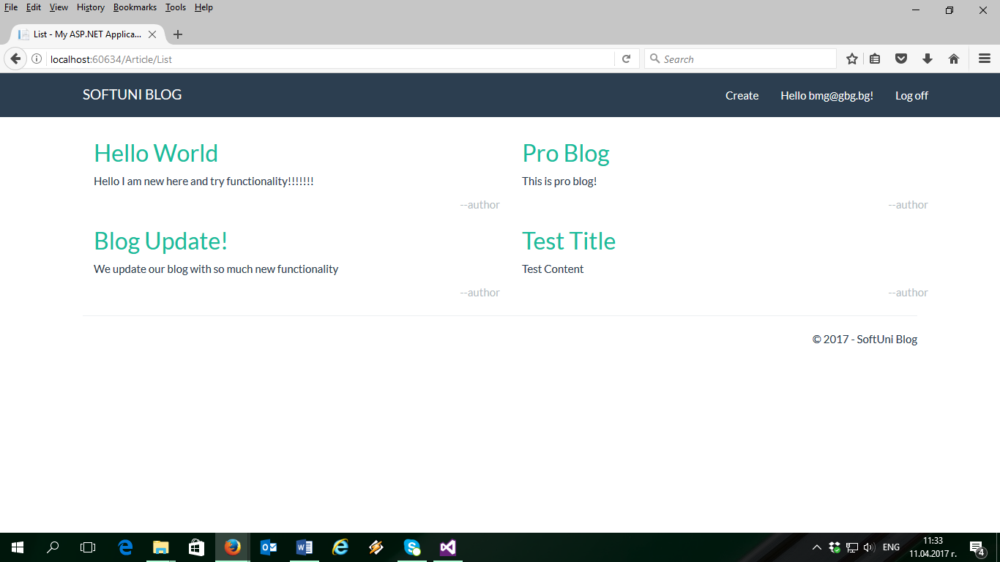 File Edit View History Bookmarks Tools Help
List - My ASP.NET Applica...
localhost:60634/Article/List
Search
SOFTUNI BLOG
Create Hello bmg@gbg.bg! Log off
Hello World
Hello I am new here and try functionality!!!!!!!
--author
Pro Blog
This is pro blog!
--author
Blog Update!
We update our blog with so much new functionality
--author
Test Title
Test Content
--author
© 2017 - SoftUni Blog
ENG
11:33
11.04.2017 г.
4